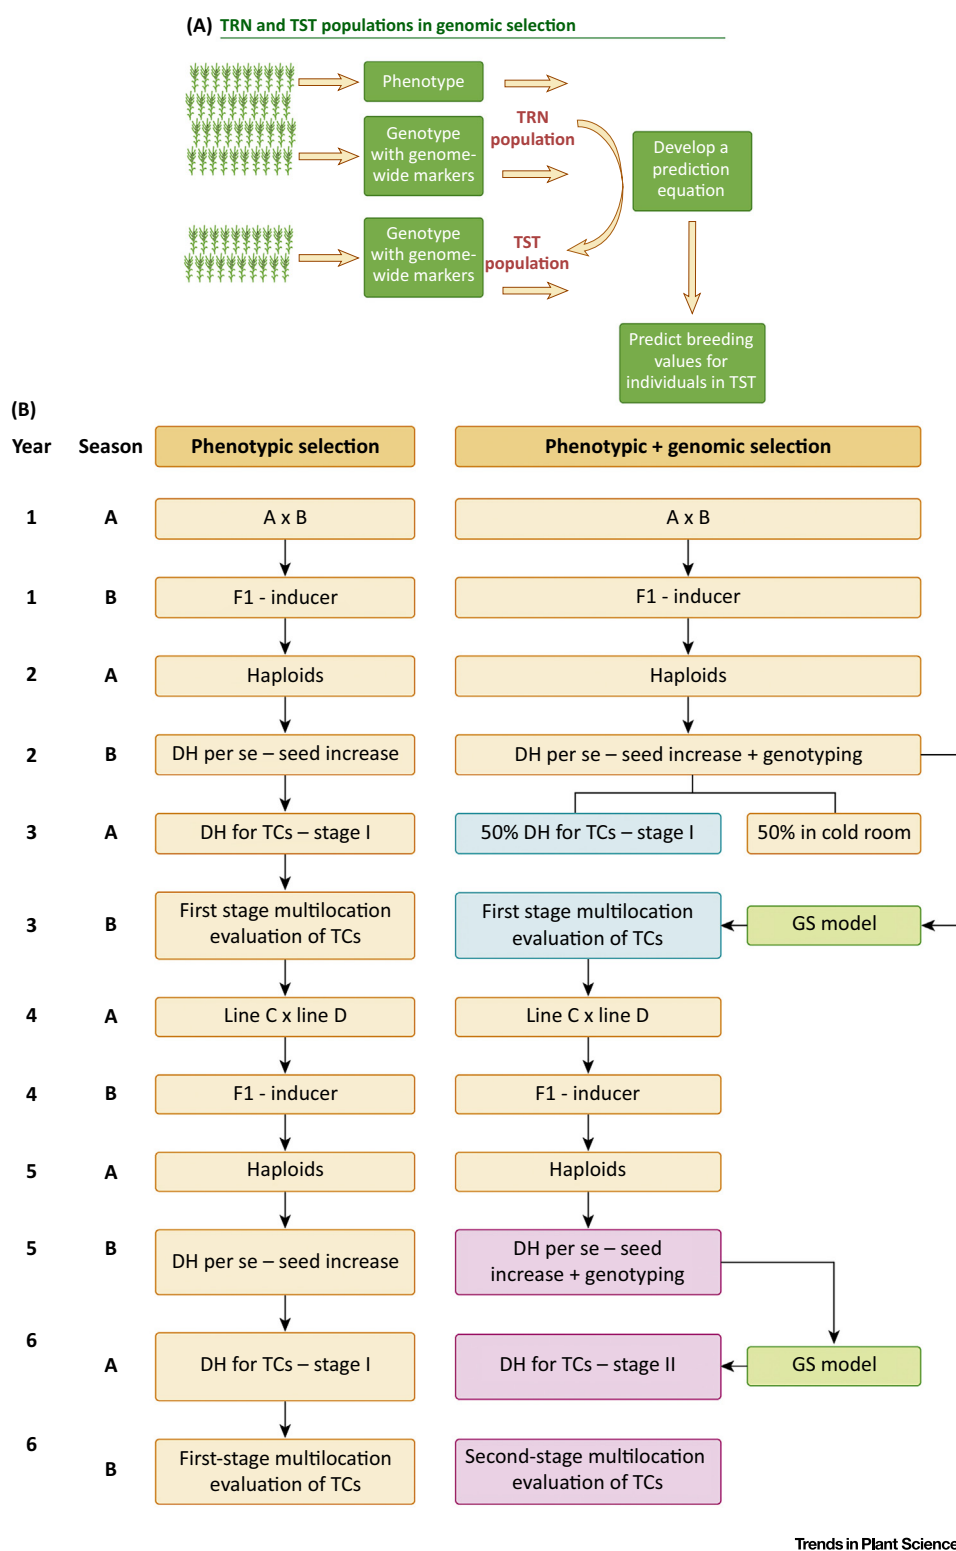 (A) TRN and TST populations in genomic selection
Phenotype
TRN
population
Genotype
with genome-
wide markers
Develop a
prediction
equation
Genotype
with genome-
wide markers
TST
population
Predict breeding
values for
individuals in TST
(B)
Year Season Phenotypic selection Phenotypic + genomic selection
1 A A x B A x B
1 B F1 - inducer F1 - inducer
2 A Haploids Haploids
2 B DH per se – seed increase DH per se – seed increase + genotyping
3 A DH for TCs – stage I 50% DH for TCs – stage I 50% in cold room
3 B First stage multilocation
evaluation of TCs
First stage multilocation
evaluation of TCs
GS model
4 A Line C x line D Line C x line D
4 B F1 - inducer F1 - inducer
5 A Haploids Haploids
5 B DH per se – seed increase
DH per se – seed
increase + genotyping
6
A DH for TCs – stage I DH for TCs – stage II GS model
6
B
First-stage multilocation
evaluation of TCs
Second-stage multilocation
evaluation of TCs
Trends in Plant Science